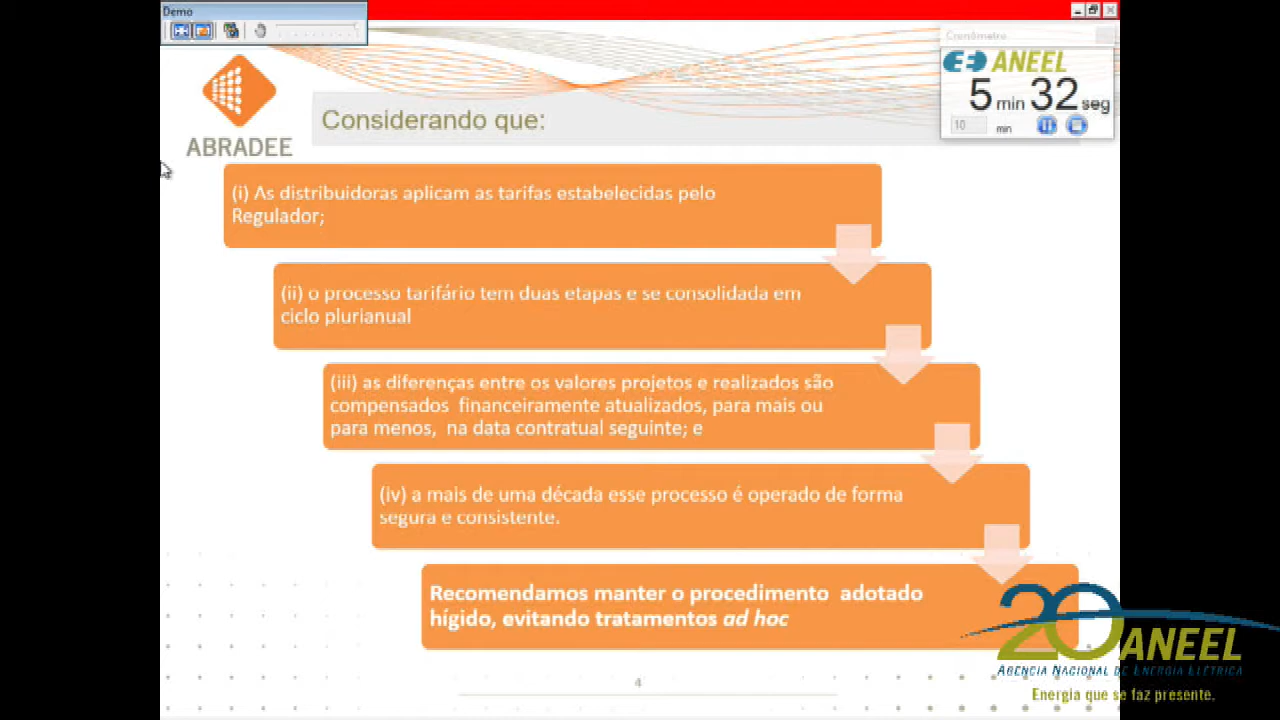 Demo
Cronômetro
ANEEL
5 min 32 seg
10 min
ABRADEE
Considerando que:
(i) As distribuidoras aplicam as tarifas estabelecidas pelo
Regulador;
(ii) o processo tarifário tem duas etapas e se consolidada em
ciclo plurianual
(iii) as diferenças entre os valores projetos e realizados são
compensados financeiramente atualizados, para mais ou
para menos, na data contratual seguinte; e
(iv) a mais de uma década esse processo é operado de forma
segura e consistente.
Recomendamos manter o procedimento adotado
hígido, evitando tratamentos ad hoc
4
20 ANEEL
AGENCIA NACIONAL DE ENERGIA ELÉTRICA
Energia que se faz presente.